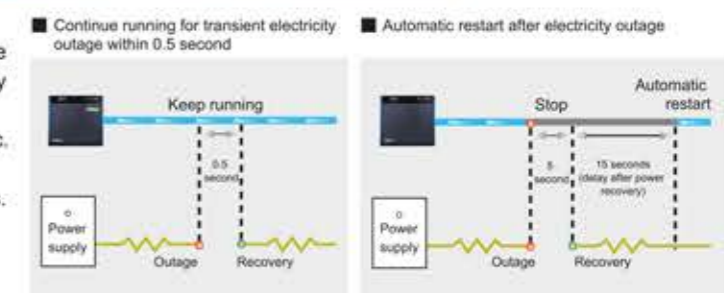 Continue running for transient electricity
outage within 0.5 second
Keep running
0.5
second
Power
supply
Outage
Recovery
Automatic restart after electricity outage
Automatic
restart
Stop
5
second
15 seconds
(delay after power
recovery)
Power
supply
Outage
Recovery